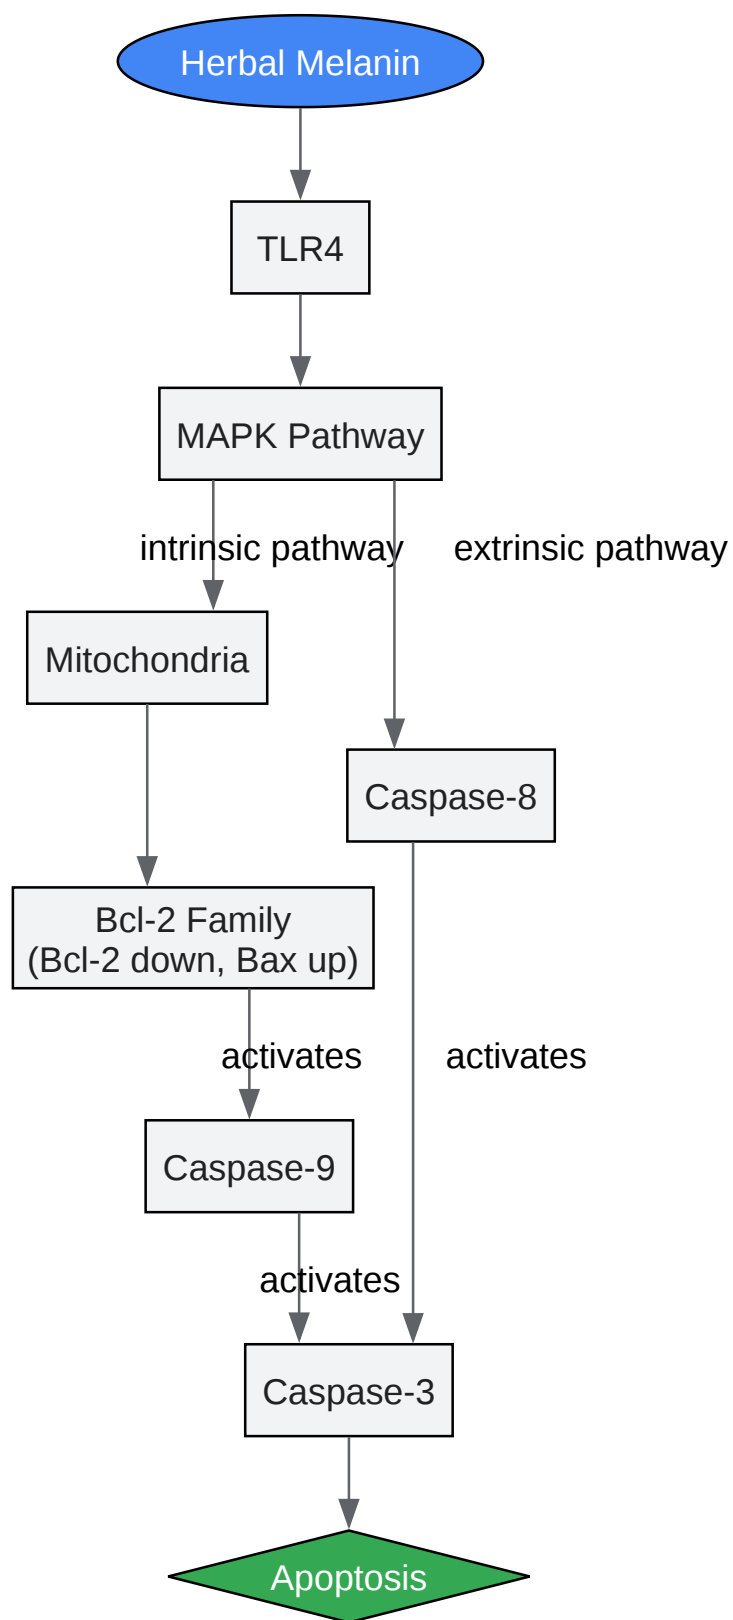 Herbal Melanin
TLR4
MAPK Pathway
intrinsic pathway
extrinsic pathway
Mitochondria
Caspase-8
Bcl-2 Family
(Bcl-2 down, Bax up)
activates
activates
Caspase-9
activates
Caspase-3
Apoptosis